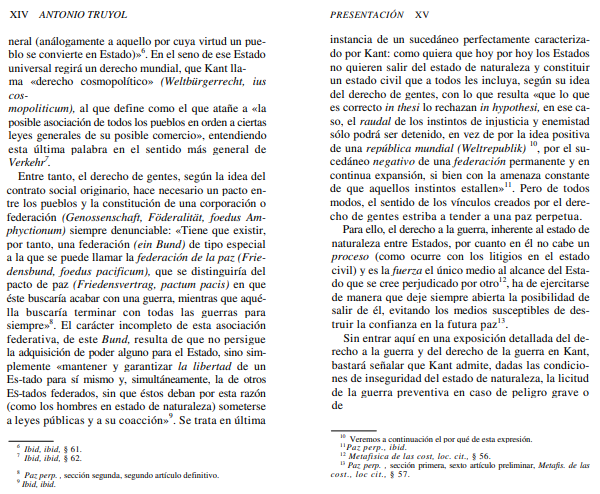 XIV ANTONIO TRUYOL
neral (análogamente a aquello por cuya virtud un pue-
blo se convierte en Estado)»6. En el seno de ese Estado
universal regirá un derecho mundial, que Kant lla-
ma «derecho cosmopolítico» (Weltbürgerrecht, ius
cos-
mopoliticum), al que define como el que atañe a «la
posible asociación de todos los pueblos en orden a ciertas
leyes generales de su posible comercio», entendiendo
esta última palabra en el sentido más general de
Verkehr7.
Entre tanto, el derecho de gentes, según la idea del
contrato social originario, hace necesario un pacto entre
los pueblos y la constitución de una corporación o
federación (Genossenschaft, Föderalität, foedus Am-
phyctionum) siempre denunciable: «Tiene que existir,
por tanto, una federación (ein Bund) de tipo especial
a la que se puede llamar la federación de la paz (Frie-
densbund, foedus pacificum), que se distinguiría del
pacto de paz (Friedensvertrag, pactum pacis) en que
éste buscaría acabar con una guerra, mientras que aqué-
lla buscaría terminar con todas las guerras para
siempre»8. El carácter incompleto de esta asociación
federativa, de este Bund, resulta de que no persigue
la adquisición de poder alguno para el Estado, sino sim-
plemente «mantener y garantizar la libertad de un
Es-tado para sí mismo y, simultáneamente, la de otros
Es-tados federados, sin que éstos deban por esta razón
(como los hombres en estado de naturaleza) someterse
a leyes públicas y a su coacción»9. Se trata en última
6 Ibid, ibid, § 61.
7 Ibid, ibid, § 62.
8 Paz perp. , sección segunda, segundo artículo definitivo.
9 Ibid, ibid.
PRESENTACIÓN XV
instancia de un sucedáneo perfectamente caracteriza-
do por Kant: como quiera que hoy por hoy los Estados
no quieren salir del estado de naturaleza y constituir
un estado civil que a todos les incluya, según su idea
del derecho de gentes, con lo que resulta «que lo que
es correcto in thesi lo rechazan in hypothesi, en ese ca-
so, el raudal de los instintos de injusticia y enemistad
sólo podrá ser detenido, en vez de por la idea positiva
de una república mundial (Weltrepublik) 10, por el su-
cedáneo negativo de una federación permanente y en
continua expansión, si bien con la amenaza constante
de que aquellos instintos estallen»11. Pero de todos
modos, el sentido de los vínculos creados por el dere-
cho de gentes estriba a tender a una paz perpetua.
Para ello, el derecho a la guerra, inherente al estado de
naturaleza entre Estados, por cuanto en él no cabe un
proceso (como ocurre con los litigios en el estado
civil) y es la fuerza el único medio al alcance del Esta-
do que se cree perjudicado por otro12, ha de ejercitarse
de manera que deje siempre abierta la posibilidad de
salir de él, evitando los medios susceptibles de des-
truir la confianza en la futura paz13.
Sin entrar aquí en una exposición detallada del de-
recho a la guerra y del derecho de la guerra en Kant,
bastará señalar que Kant admite, dadas las condicio-
nes de inseguridad del estado de naturaleza, la licitud
de la guerra preventiva en caso de peligro grave o
de
10 Veremos a continuación el por qué de esta expresión.
11 Paz perp., ibid.
12 Metafísica de las cost, loc. cit., § 56.
13 Paz perp. , sección primera, sexto artículo preliminar, Metafis. de las
cost., loc cit., § 57.